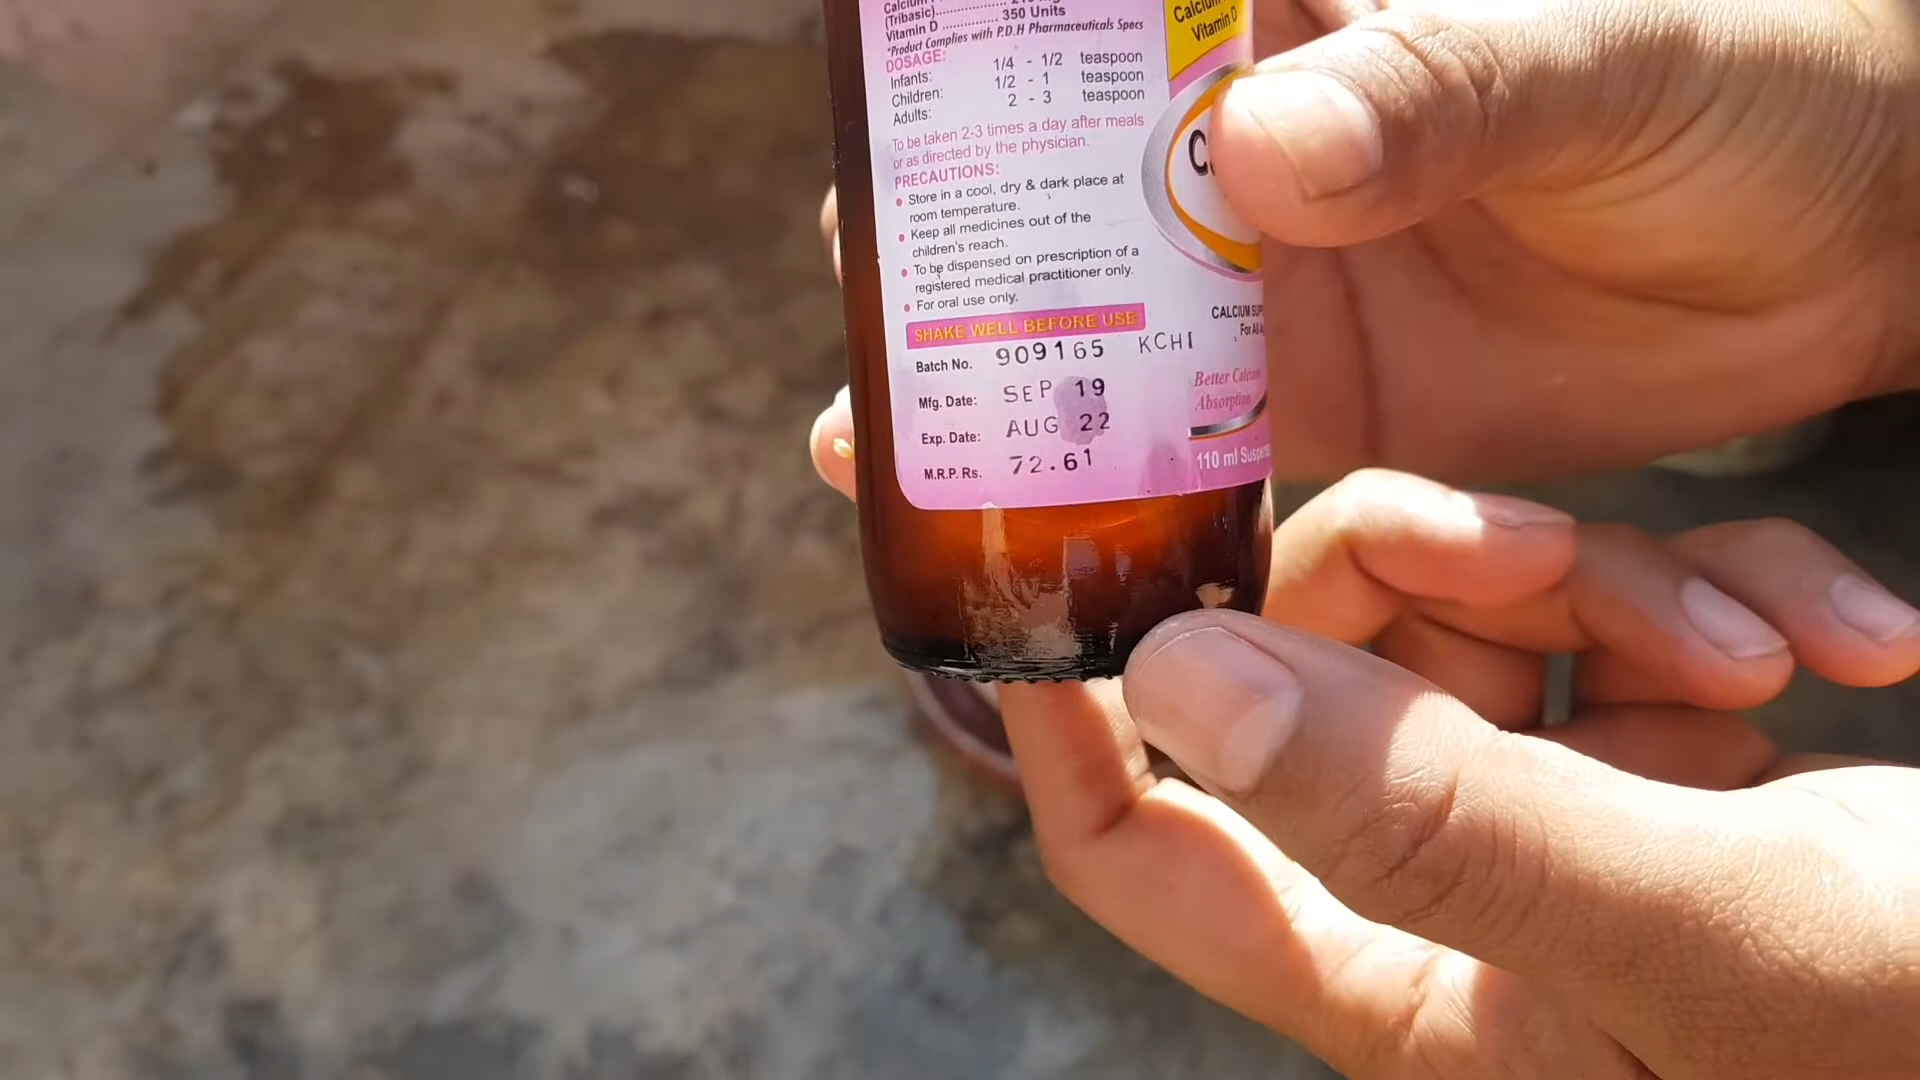 Calcium
(Tribasic)
Vitamin D .............. 350 Units
*Product Complies with P.D.H Pharmaceuticals Specs
DOSAGE:
Infants: 1/4 - 1/2 teaspoon
Children: 1/2 - 1 teaspoon
Adults: 2 - 3 teaspoon
To be taken 2-3 times a day after meals
or as directed by the physician.
PRECAUTIONS:
• Store in a cool, dry & dark place at
room temperature.
• Keep all medicines out of the
children's reach.
• To be dispensed on prescription of a
registered medical practitioner only.
• For oral use only.
SHAKE WELL BEFORE USE
Batch No. 909165 KCHI
Mfg. Date: SEP 19
Exp. Date: AUG 22
M.R.P. Rs. 72.61
Calcium
Vitamin D
C
CALCIUM
For All
Better
Absorption
110 ml